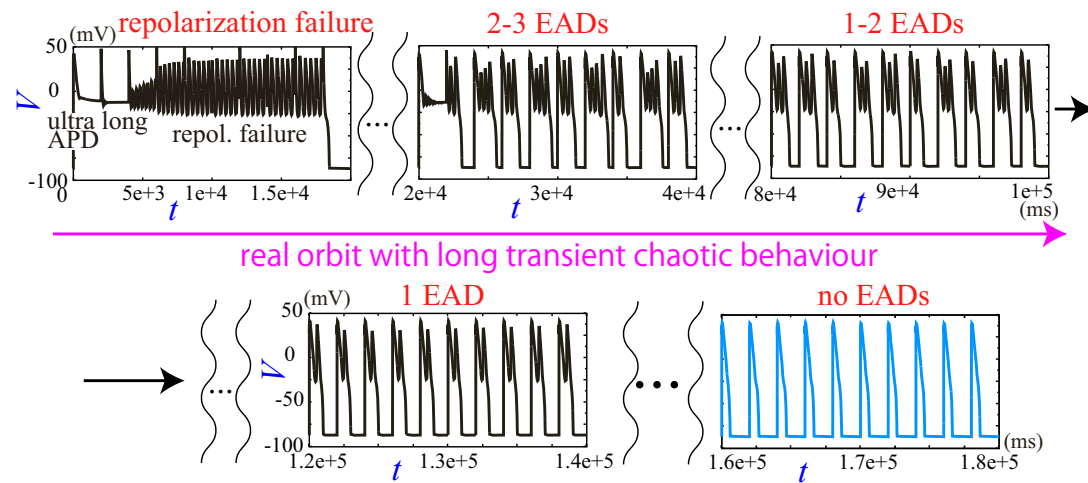 repolarization failure
2-3 EADs
1-2 EADs
50 (mV)
0
V
ultra long
APD
repol. failure
-100
0 5e+3 1e+4 1.5e+4
t
...
2e+4 3e+4 4e+4
t
...
8e+4 9e+4 1e+5
t
(ms)
real orbit with long transient chaotic behaviour
1 EAD
no EADs
50 (mV)
0
V
-50
-100
...
1.2e+5 1.3e+5 1.4e+5
t
...
1.6e+5 1.7e+5 1.8e+5
t
(ms)